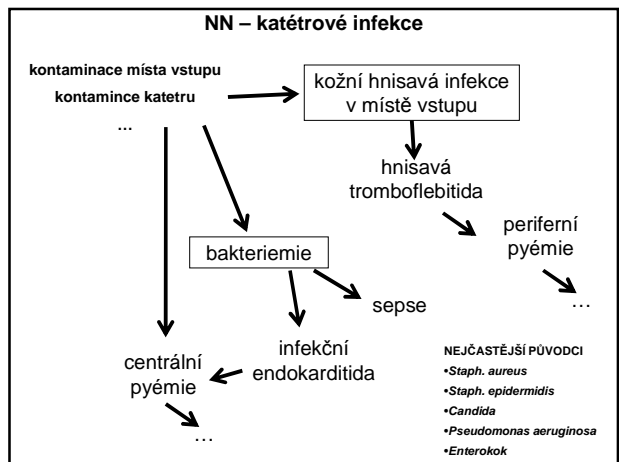 NN – katétrové infekce
kontaminace místa vstupu
kontamince katetru
...
kožní hnisavá infekce
v místě vstupu
hnisavá
tromboflebitida
periferní
pyémie
…
bakteriemie
sepse
infekční
endokarditida
centrální
pyémie
…
NEJČASTĚJŠÍ PŮVODCI
•Staph. aureus
•Staph. epidermidis
•Candida
•Pseudomonas aeruginosa
•Enterokok